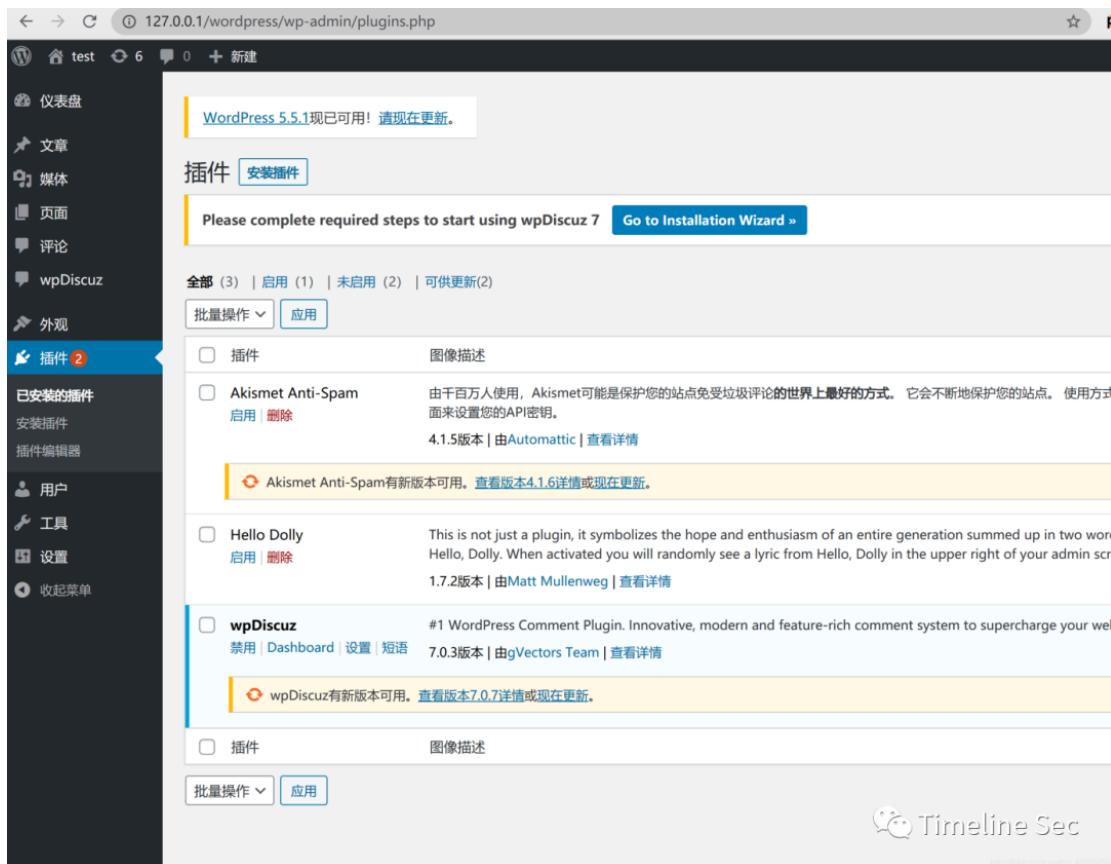 127.0.0.1/wordpress/wp-admin/plugins.php
test 6 0 新建
仪表盘
文章
媒体
页面
评论
wpDiscuz
外观
插件 2
已安装的插件
安装插件
插件编辑器
用户
工具
设置
收起菜单
WordPress 5.5.1现已可用！请现在更新。
插件 安装插件
Please complete required steps to start using wpDiscuz 7 Go to Installation Wizard »
全部 (3) | 启用 (1) | 未启用 (2) | 可供更新(2)
批量操作 应用
插件 图像描述
Akismet Anti-Spam 由千百万人使用，Akismet可能是保护您的站点免受垃圾评论的世界上最好的方式。 它会不断地保护您的站点。 使用方式
启用 | 删除 面来设置您的API密钥。
4.1.5版本 | 由Automattic | 查看详情
Akismet Anti-Spam有新版本可用。查看版本4.1.6详情或现在更新。
Hello Dolly This is not just a plugin, it symbolizes the hope and enthusiasm of an entire generation summed up in two
启用 | 删除 Hello, Dolly. When activated you will randomly see a lyric from Hello, Dolly in the upper right of your admin
1.7.2版本 | 由Matt Mullenweg | 查看详情
wpDiscuz #1 WordPress Comment Plugin. Innovative, modern and feature-rich comment system to supercharge your
禁用 | Dashboard | 设置 | 短语 7.0.3版本 | 由gVectors Team | 查看详情
wpDiscuz有新版本可用。查看版本7.0.7详情或现在更新。
插件 图像描述
批量操作 应用
Timeline Sec